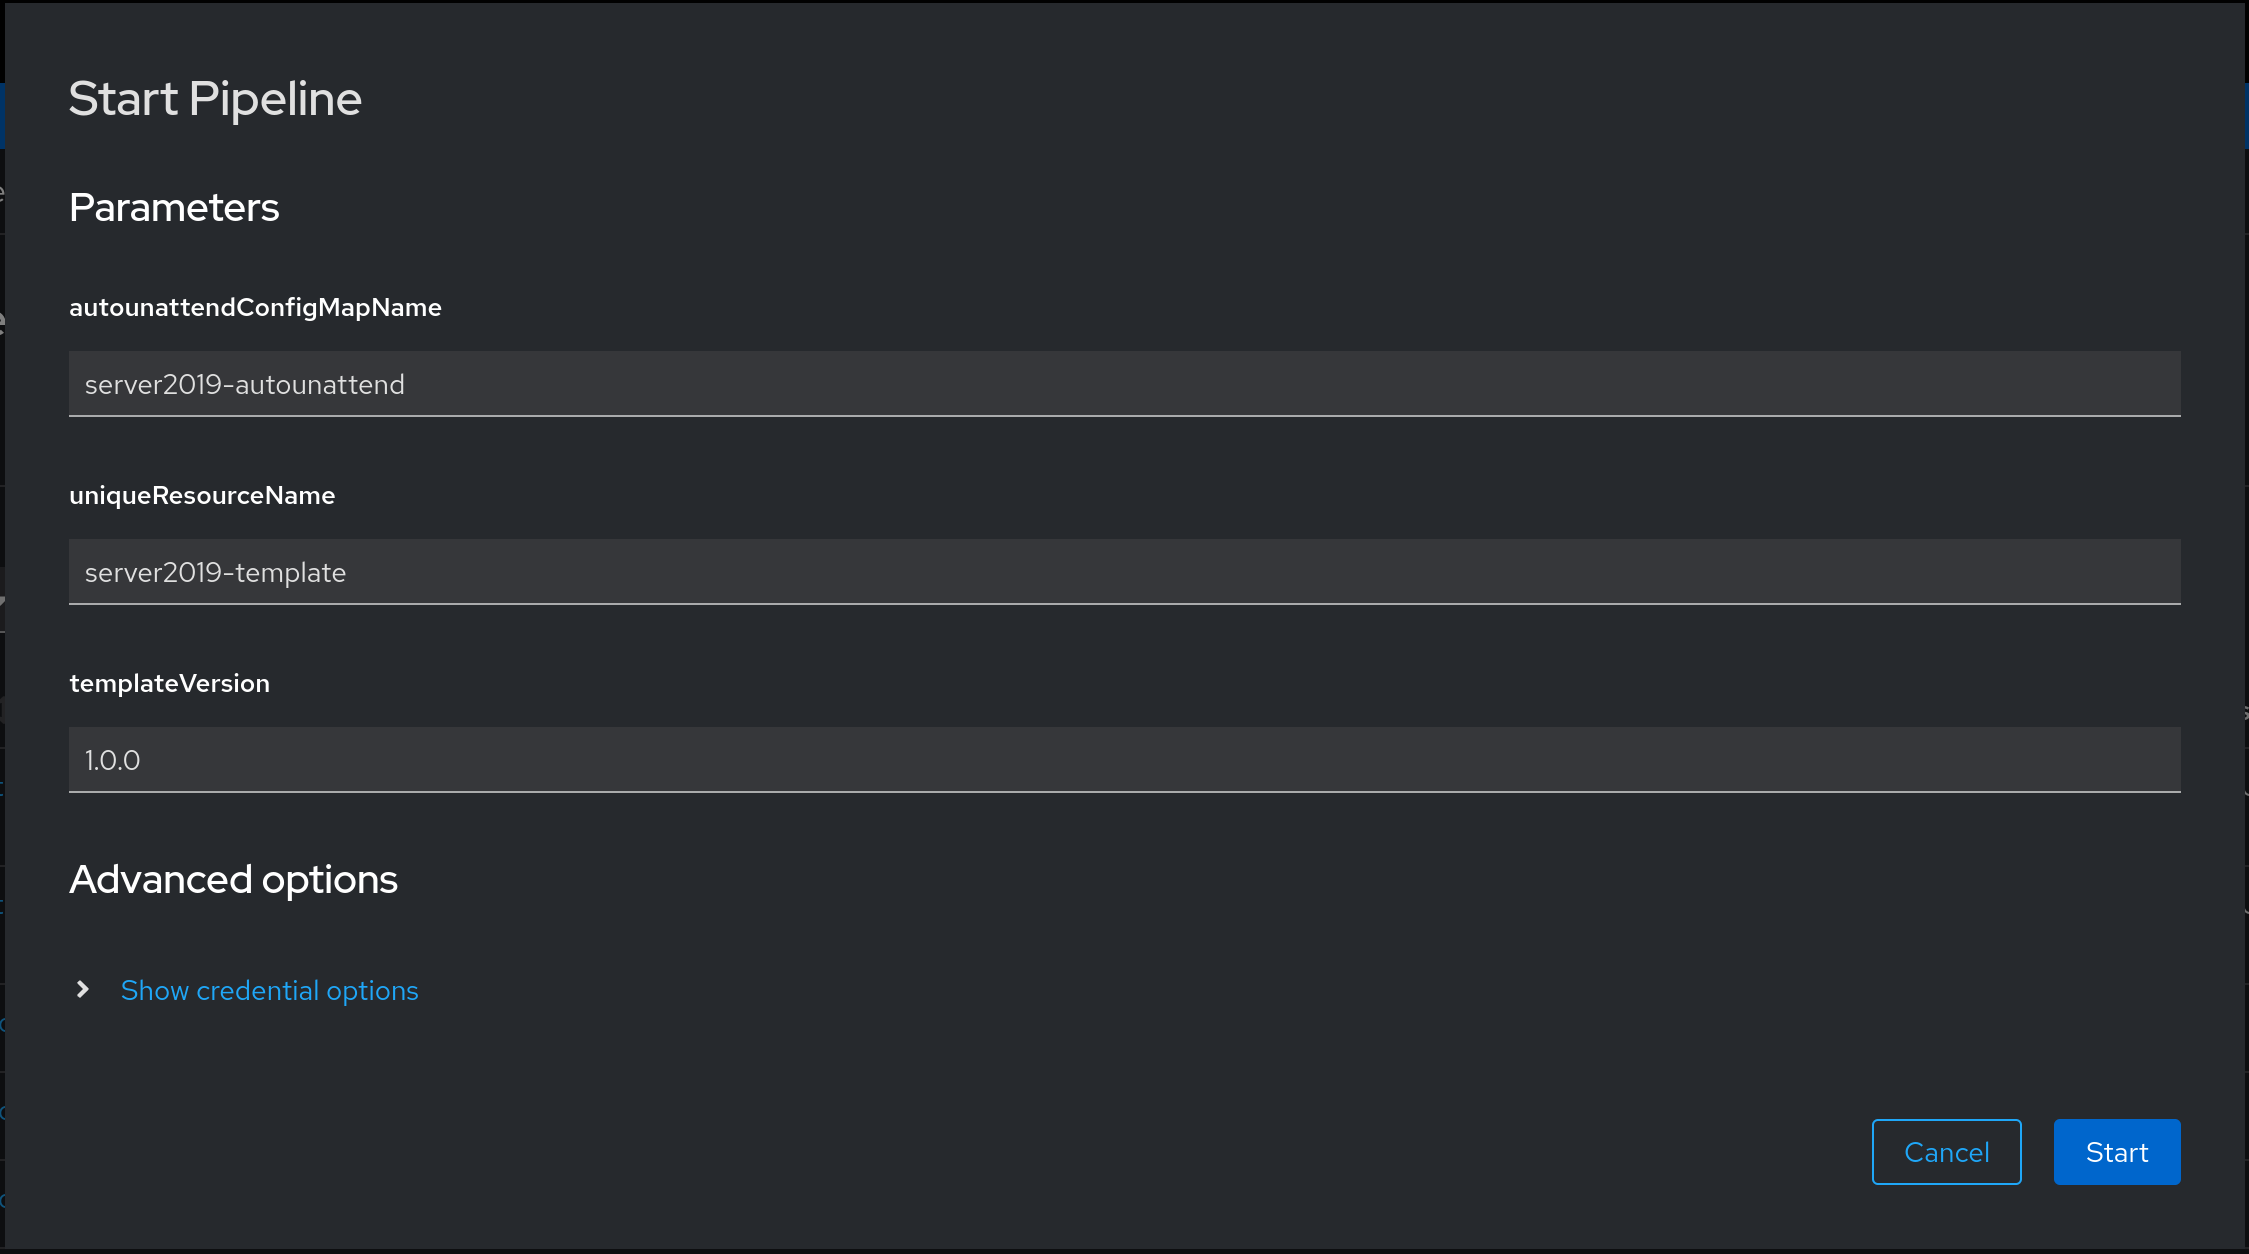 Start Pipeline
Parameters
autounattendConfigMapName
server2019-autounattend
uniqueResourceName
server2019-template
templateVersion
1.0.0
Advanced options
Show credential options
Cancel
Start